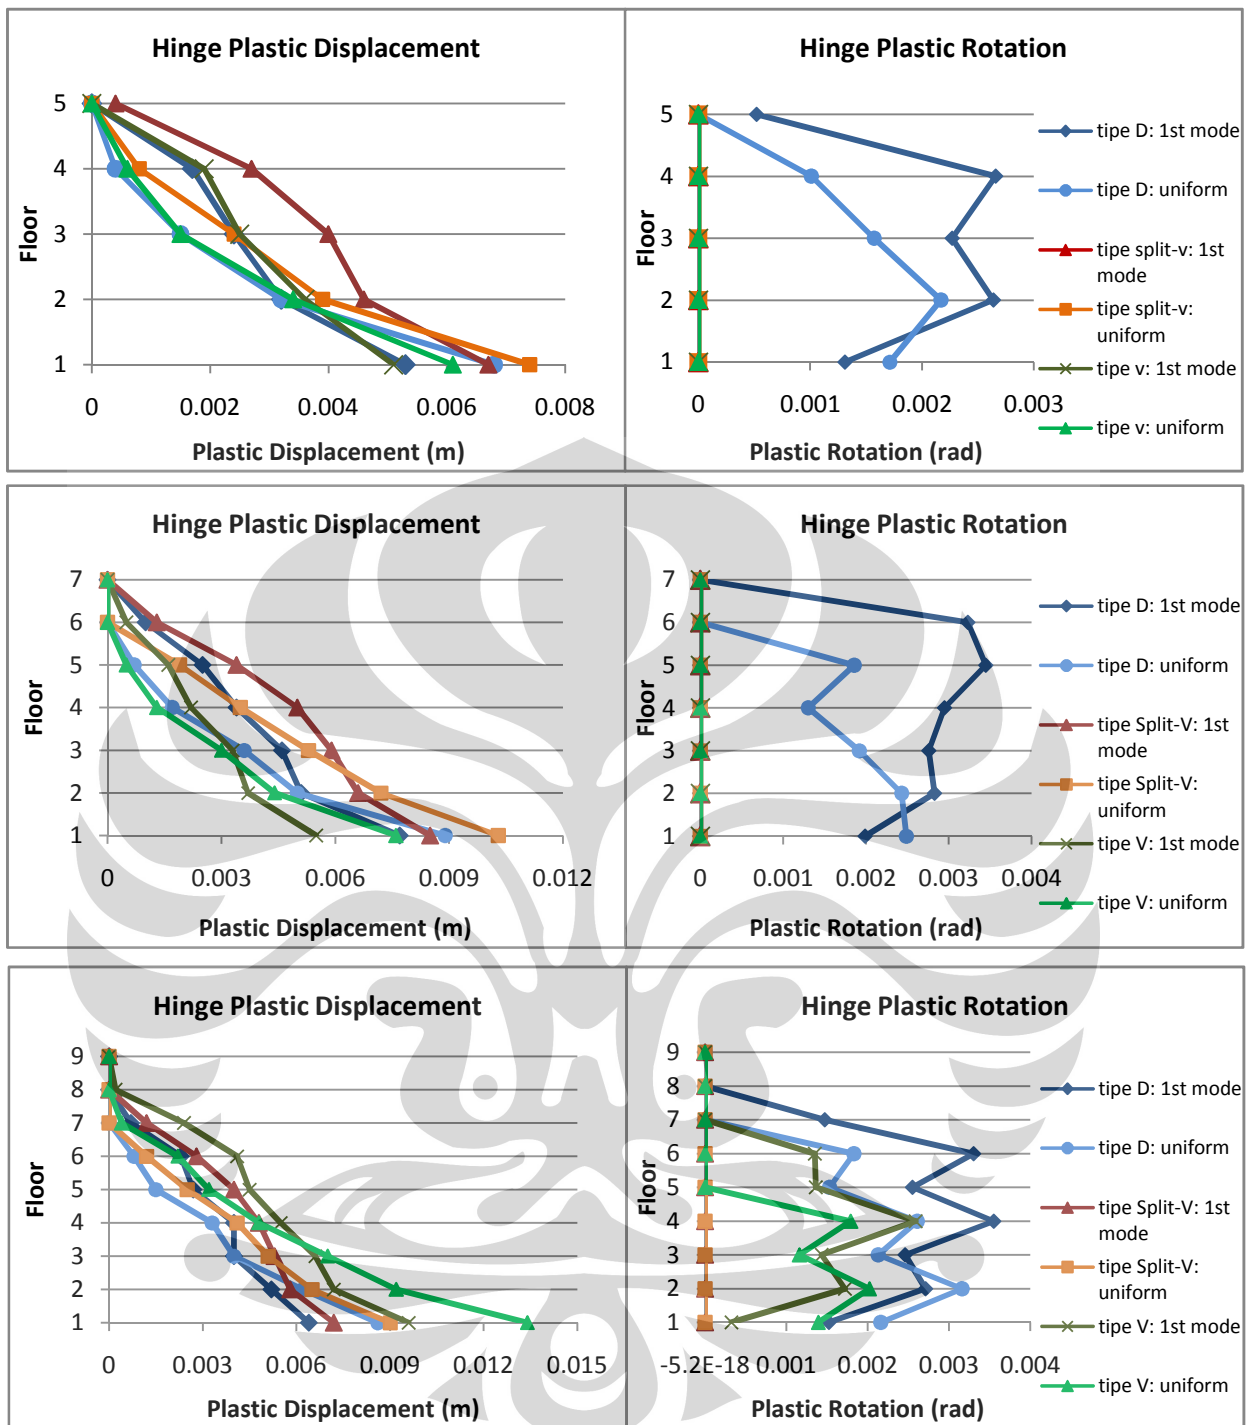 Hinge Plastic Displacement
5
4
3
2
1
Floor
0 0.002 0.004 0.006 0.008
Plastic Displacement (m)
Hinge Plastic Rotation
5
4
3
2
1
Floor
0 0.001 0.002 0.003
Plastic Rotation (rad)
tipe D: 1st mode
tipe D: uniform
tipe split-v: 1st
mode
tipe split-v:
uniform
tipe v: 1st mode
tipe v: uniform
Hinge Plastic Displacement
7
6
5
4
3
2
1
Floor
0 0.003 0.006 0.009 0.012
Plastic Displacement (m)
Hinge Plastic Rotation
7
6
5
4
3
2
1
Floor
0 0.001 0.002 0.003 0.004
Plastic Rotation (rad)
tipe D: 1st mode
tipe D: uniform
tipe Split-V: 1st
mode
tipe Split-V:
uniform
tipe V: 1st mode
tipe V: uniform
Hinge Plastic Displacement
9
8
7
6
5
4
3
2
1
Floor
0 0.003 0.006 0.009 0.012 0.015
Plastic Displacement (m)
Hinge Plastic Rotation
9
8
7
6
5
4
3
2
1
Floor
-5.2E-18 0.001 0.002 0.003 0.004
Plastic Rotation (rad)
tipe D: 1st mode
tipe D: uniform
tipe Split-V: 1st
mode
tipe Split-V:
uniform
tipe V: 1st mode
tipe V: uniform